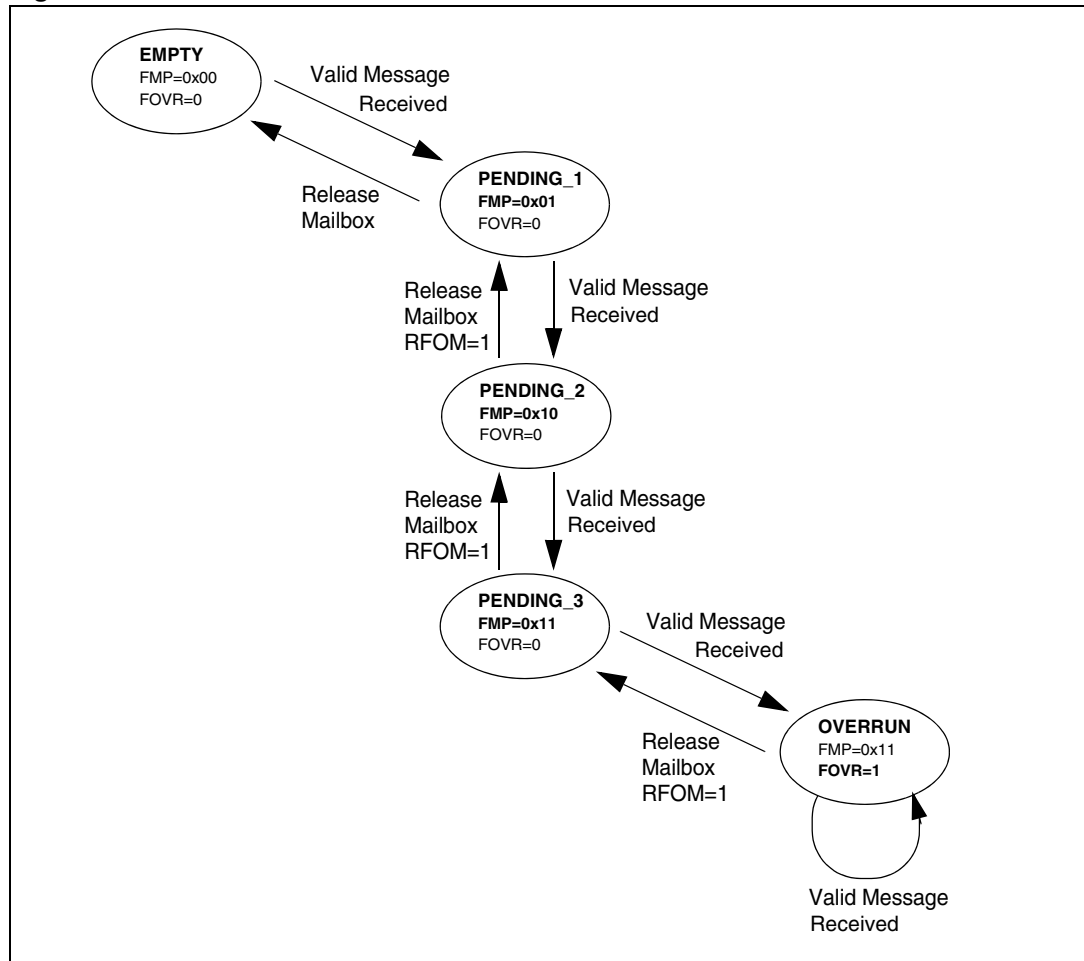 EMPTY
FMP=0x00
FOVR=0
Valid Message
Received
Release
Mailbox
PENDING_1
FMP=0x01
FOVR=0
Release
Mailbox
RFOM=1
Valid Message
Received
PENDING_2
FMP=0x10
FOVR=0
Release
Mailbox
RFOM=1
Valid Message
Received
PENDING_3
FMP=0x11
FOVR=0
Valid Message
Received
Release
Mailbox
RFOM=1
OVERRUN
FMP=0x11
FOVR=1
Valid Message
Received